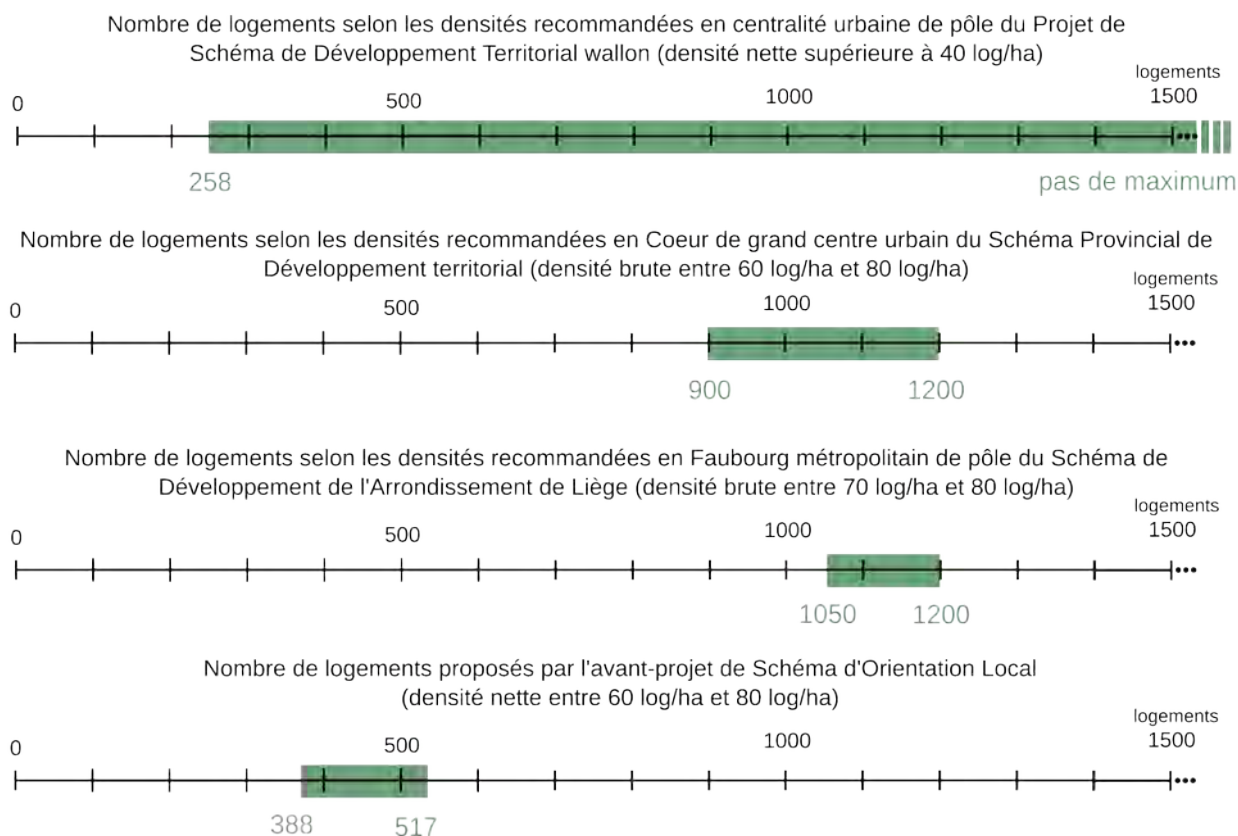 Nombre de logements selon les densités recommandées en centralité urbaine de pôle du Projet de
Schéma de Développement Territorial wallon (densité nette supérieure à 40 log/ha)
logements
0 500 1000 1500
258 pas de maximum
Nombre de logements selon les densités recommandées en Coeur de grand centre urbain du Schéma Provincial de
Développement territorial (densité brute entre 60 log/ha et 80 log/ha)
logements
0 500 1000 1500
900 1200
Nombre de logements selon les densités recommandées en Faubourg métropolitain de pôle du Schéma de
Développement de l'Arrondissement de Liège (densité brute entre 70 log/ha et 80 log/ha)
logements
0 500 1000 1500
1050 1200
Nombre de logements proposés par l'avant-projet de Schéma d'Orientation Local
(densité nette entre 60 log/ha et 80 log/ha)
logements
0 500 1000 1500
388 517